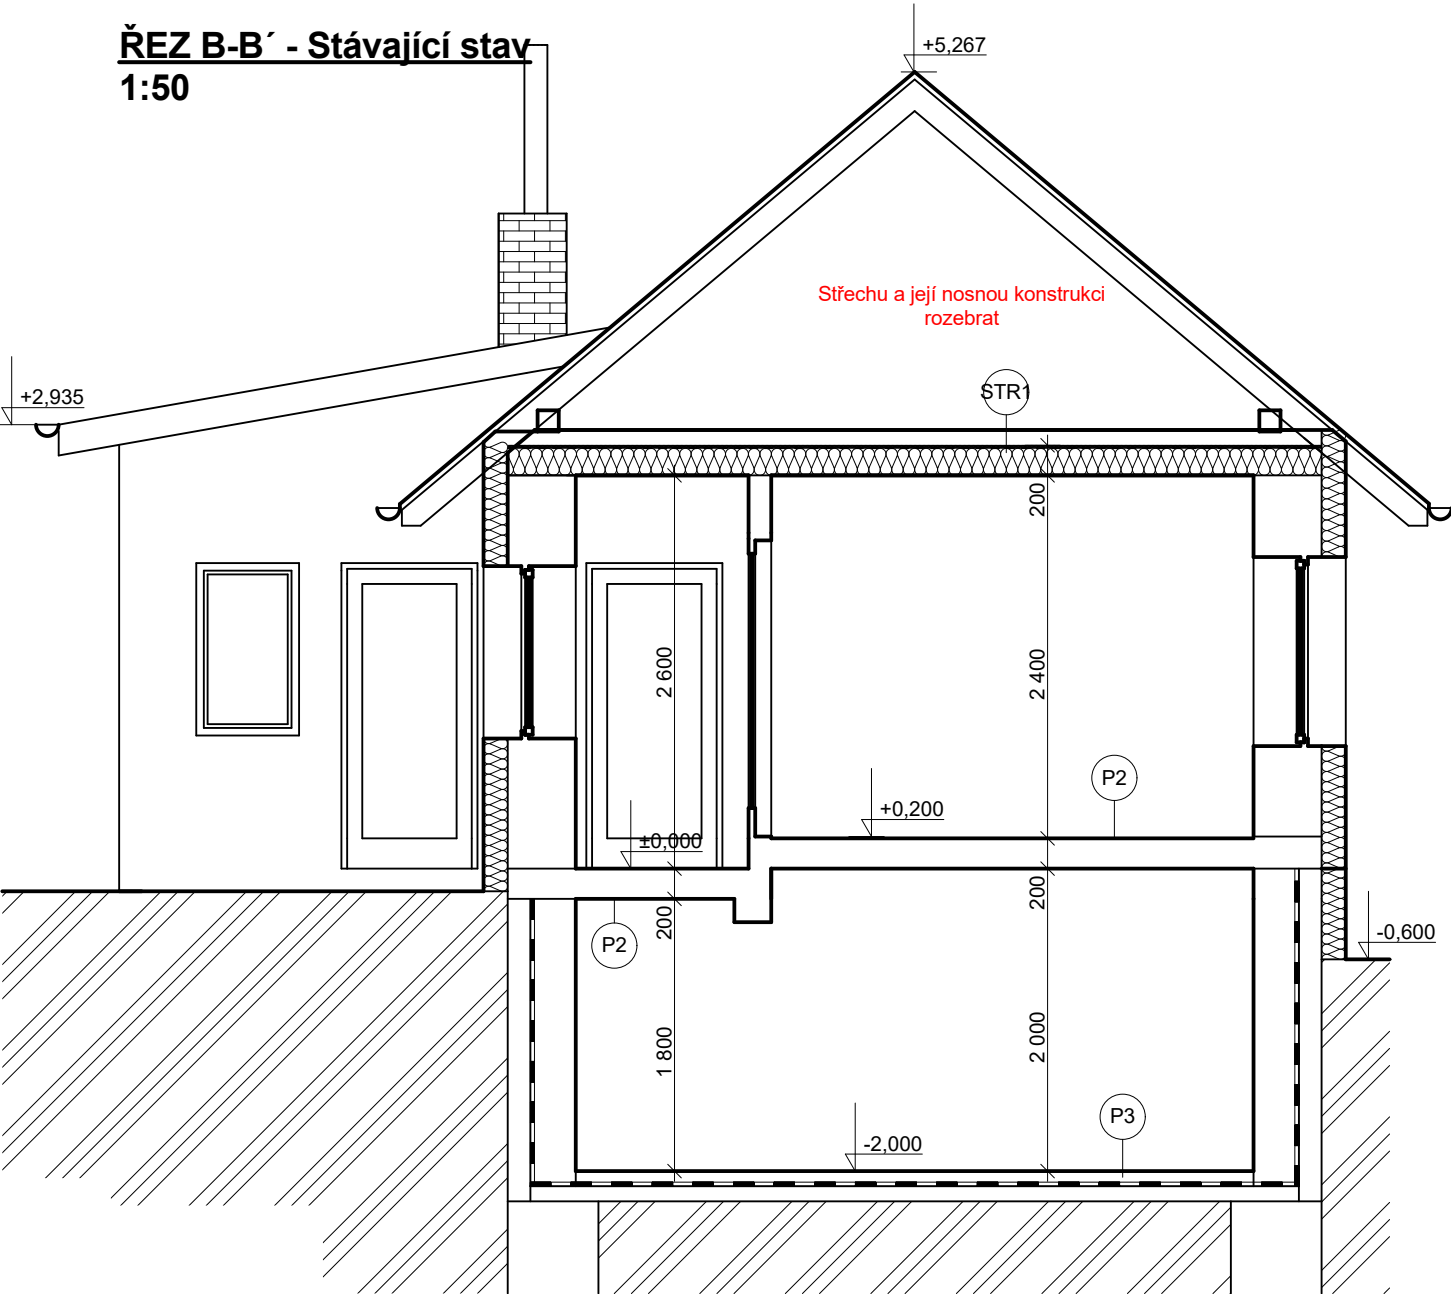 ŘEZ B-B´ - Stávající stav
1:50
+5,267
Střechu a její nosnou konstrukci
rozebrat
+2,935
STR1
200
2 600
2 400
P2
+0,200
±0,000
200
200
P2
-0,600
1 800
2 000
P3
-2,000